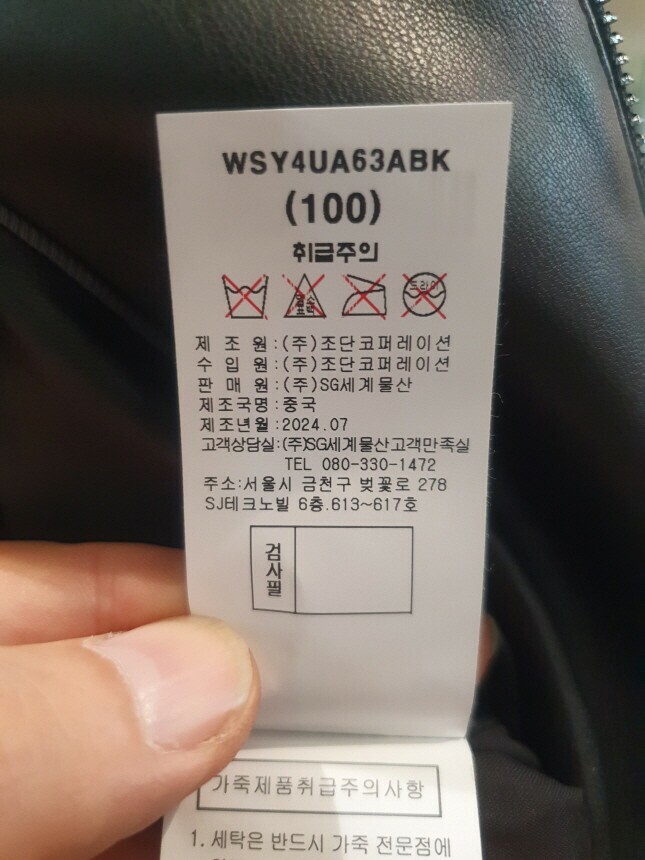 WSY4UA63ABK
(100)
취급주의
염소표백
드라이
제 조 원 : (주)조단코퍼레이션
수 입 원 : (주)조단코퍼레이션
판 매 원 : (주)SG세계물산
제조국명 : 중국
제조년월 : 2024.07
고객상담실:(주)SG세계물산고객만족실
TEL 080-330-1472
주소:서울시 금천구 벚꽃로 278
SJ테크노빌 6층.613~617호
검사필
가죽제품취급주의사항
1. 세탁은 반드시 가죽 전문점에